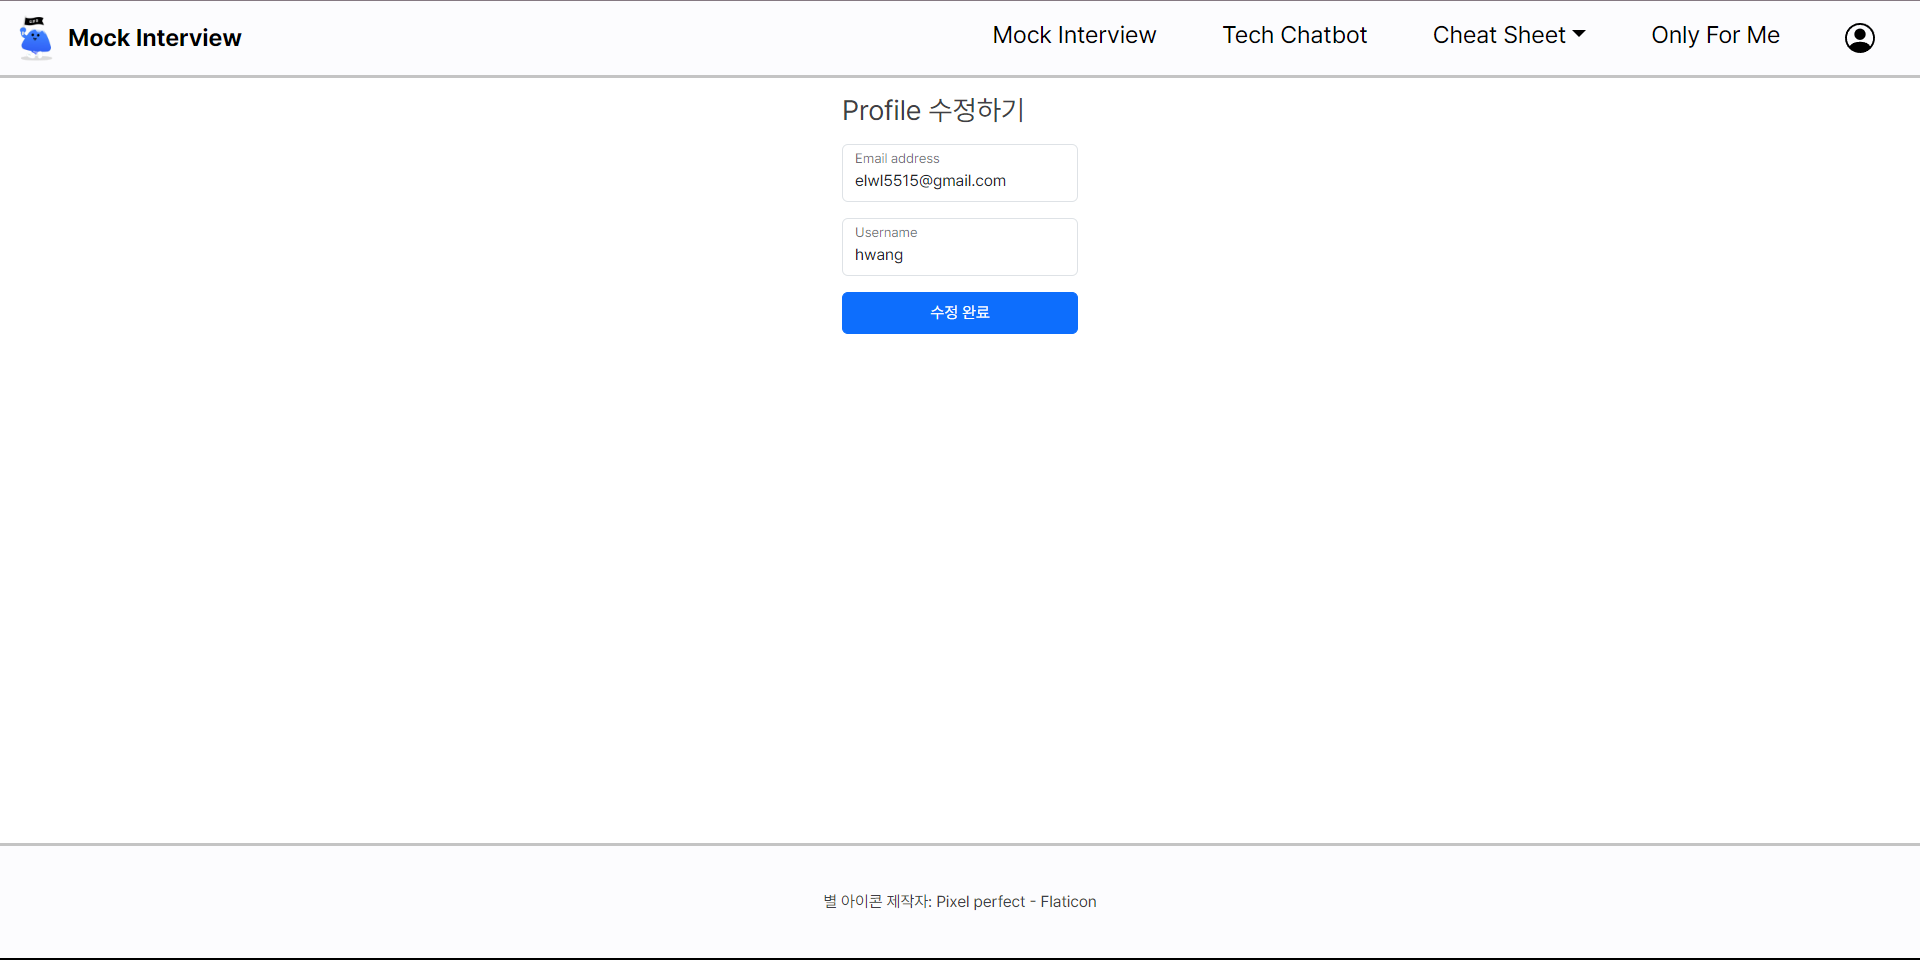 Mock Interview
Mock Interview
Tech Chatbot
Cheat Sheet
Only For Me
Profile 수정하기
Email address
elwl5515@gmail.com
Username
hwang
수정 완료
별 아이콘 제작자: Pixel perfect - Flaticon